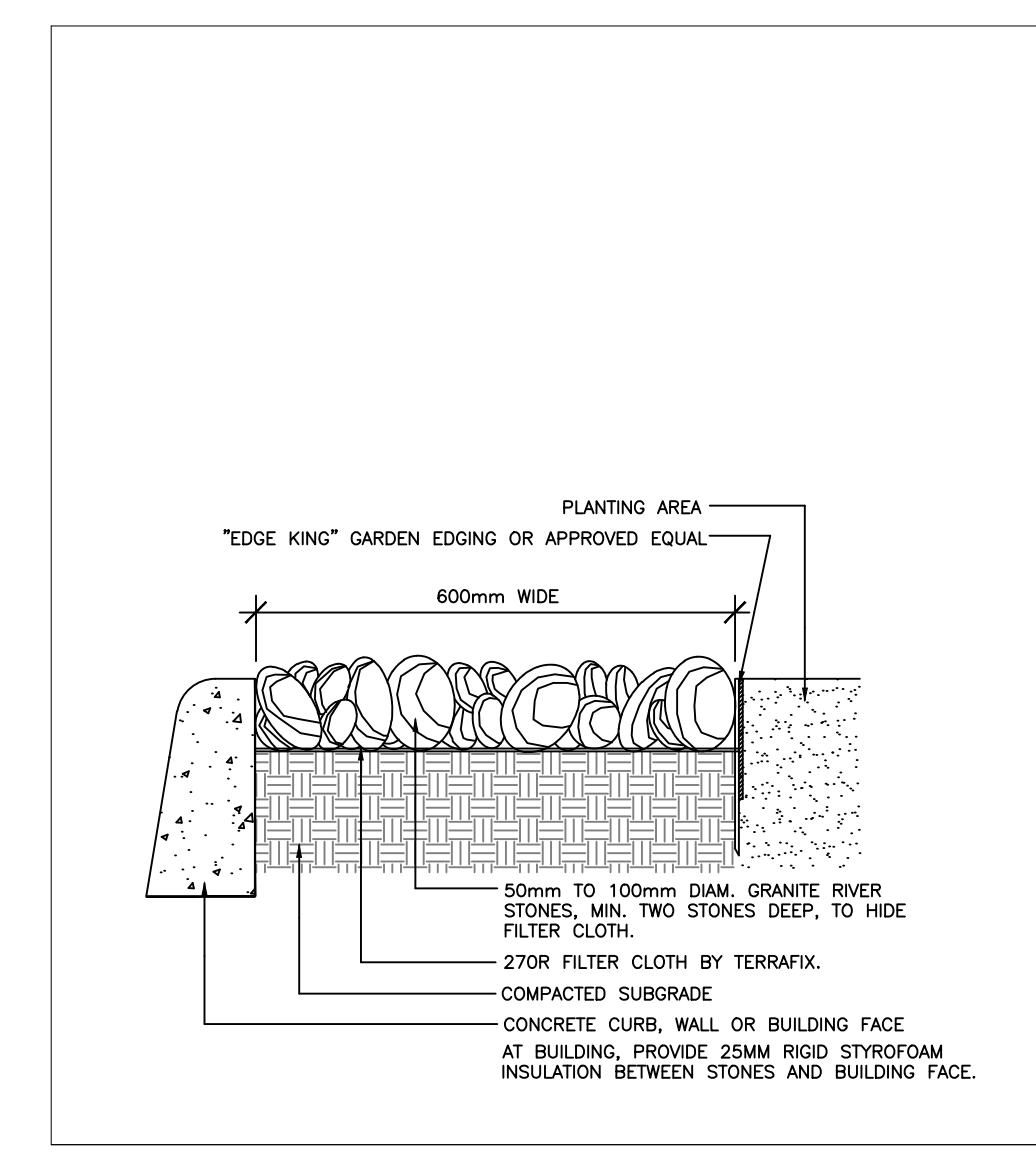 PLANTING AREA
"EDGE KING" GARDEN EDGING OR APPROVED EQUAL
600mm WIDE
50mm TO 100mm DIAM. GRANITE RIVER
STONES, MIN. TWO STONES DEEP, TO HIDE
FILTER CLOTH.
270R FILTER CLOTH BY TERRAFIX.
COMPACTED SUBGRADE
CONCRETE CURB, WALL OR BUILDING FACE
AT BUILDING, PROVIDE 25MM RIGID STYROFOAM
INSULATION BETWEEN STONES AND BUILDING FACE.